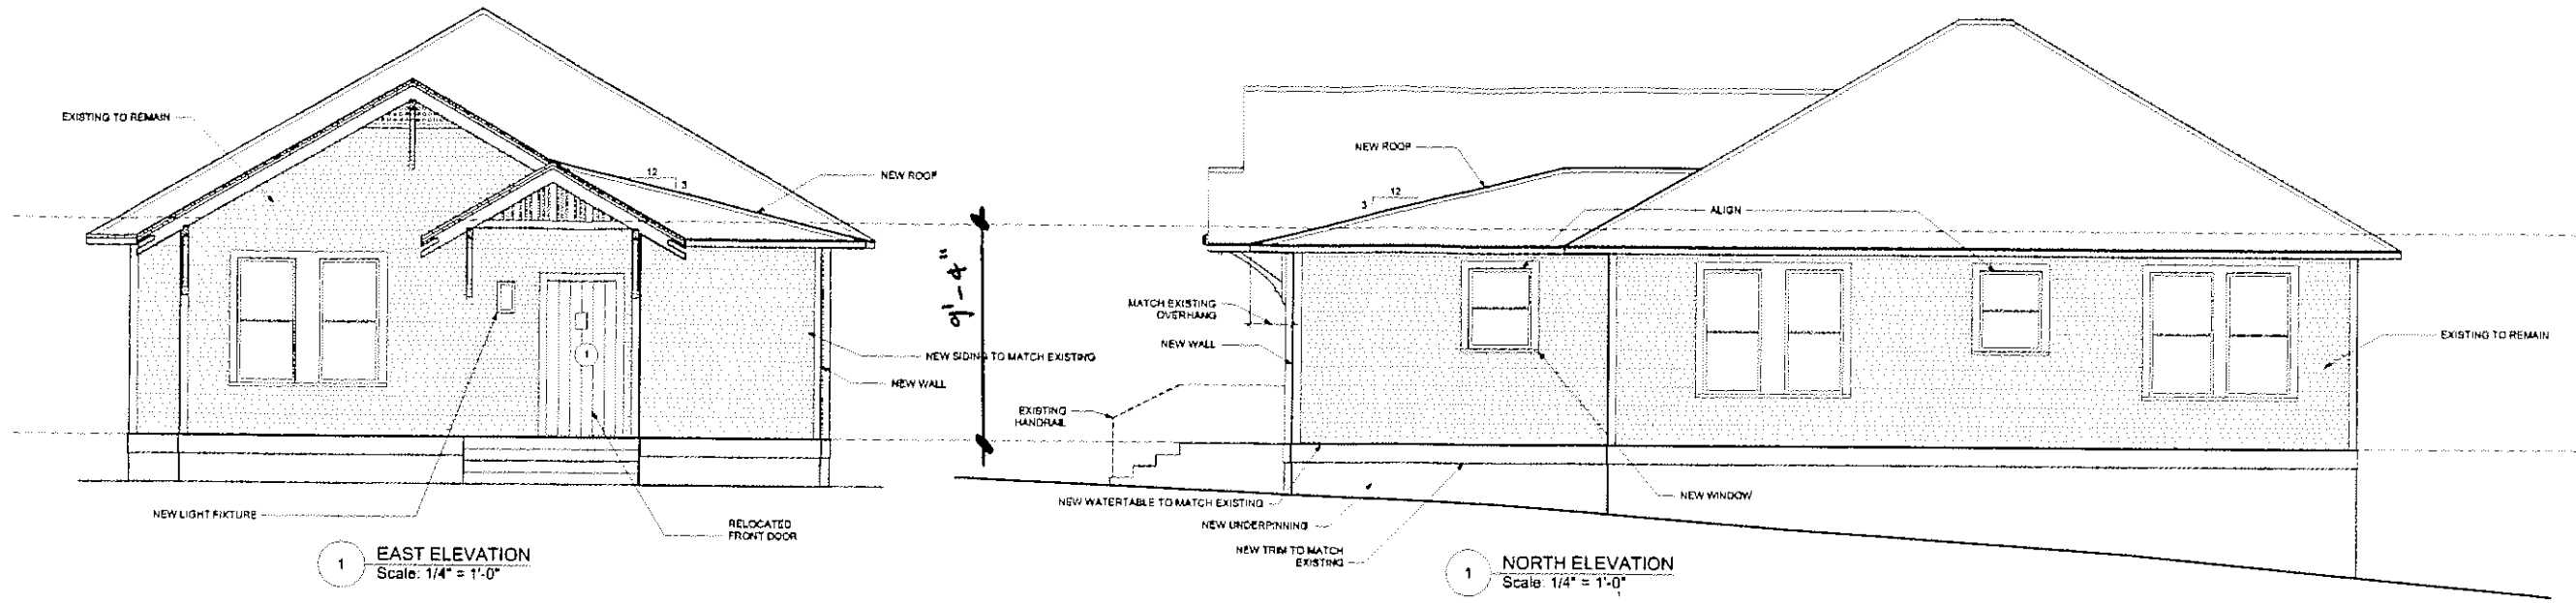 EXISTING TO REMAIN
12
3
NEW ROOF
NEW SIDING TO MATCH EXISTING
NEW WALL
1
NEW LIGHT FIXTURE
RELOCATED
FRONT DOOR
1
EAST ELEVATION
Scale: 1/4" = 1'-0"
9'-4"
NEW ROOF
12
3
ALIGN
MATCH EXISTING
OVERHANG
NEW WALL
EXISTING TO REMAIN
EXISTING
HANDRAIL
NEW WATERTABLE TO MATCH EXISTING
NEW WINDOW
NEW UNDERPINNING
NEW TRIM TO MATCH
EXISTING
1
NORTH ELEVATION
Scale: 1/4" = 1'-0"